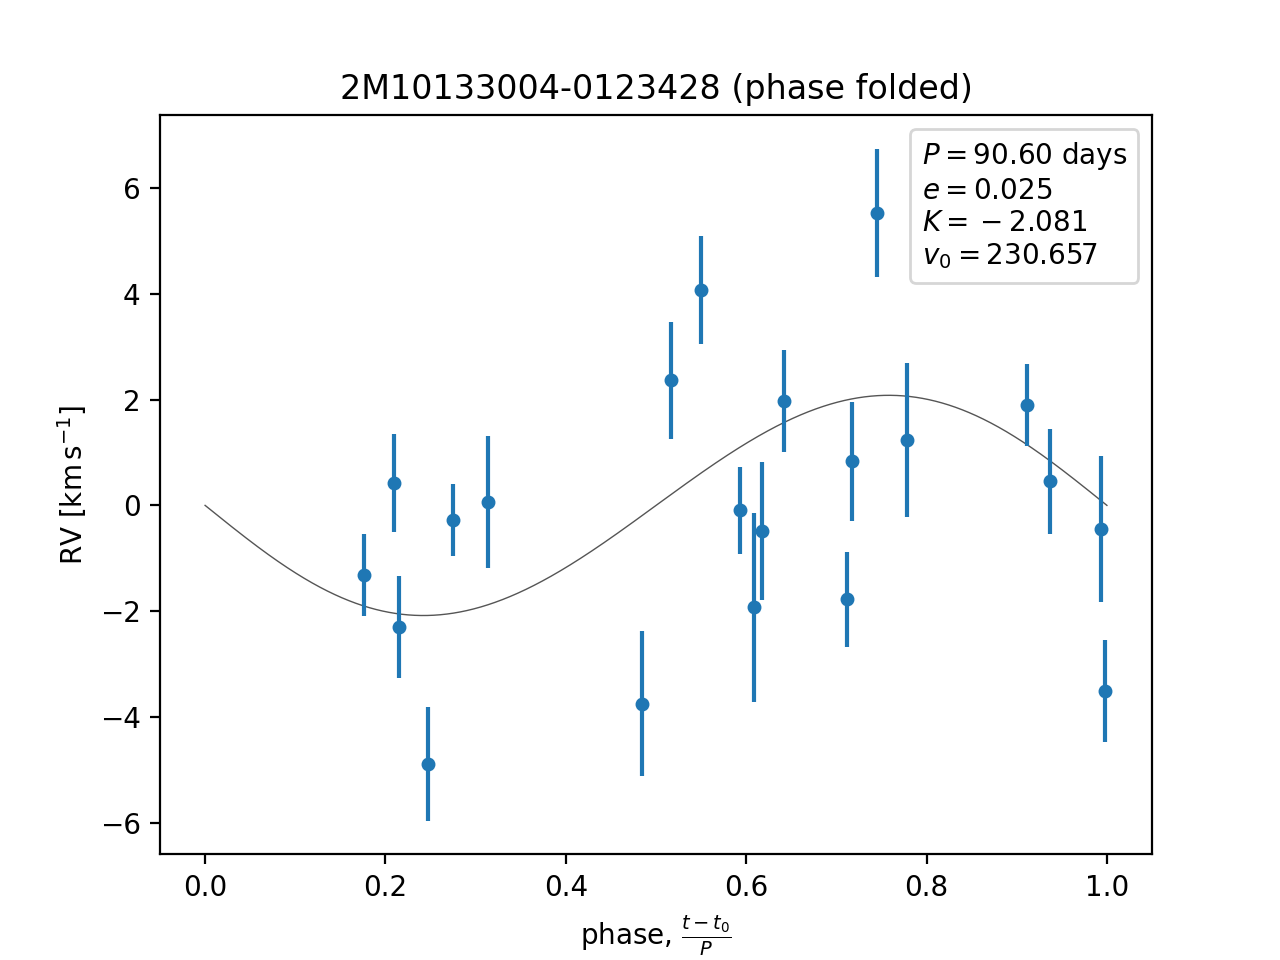 2M10133004-0123428 (phase folded)
P = 90.60 days
e = 0.025
K = −2.081
v₀ = 230.657
RV [km s⁻¹]
6
4
2
0
−2
−4
−6
0.0 0.2 0.4 0.6 0.8 1.0
phase, (t − t₀)/P